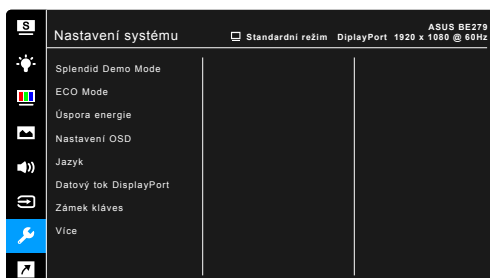 S
ASUS BE279
Nastavení systému
Standardní režim DiplayPort 1920 x 1080 @ 60Hz
Splendid Demo Mode
ECO Mode
Úspora energie
Nastavení OSD
Jazyk
Datový tok DisplayPort
Zámek kláves
Více